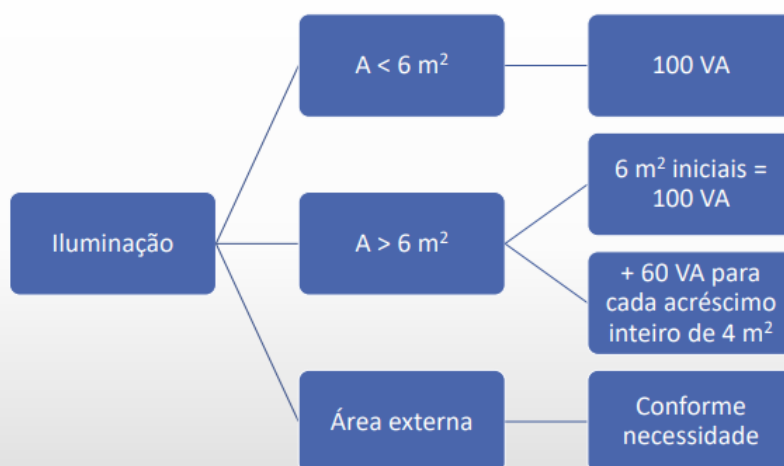 A < 6 m²
100 VA
6 m² iniciais =
100 VA
Iluminação
A > 6 m²
+ 60 VA para
cada acréscimo
inteiro de 4 m²
Área externa
Conforme
necessidade